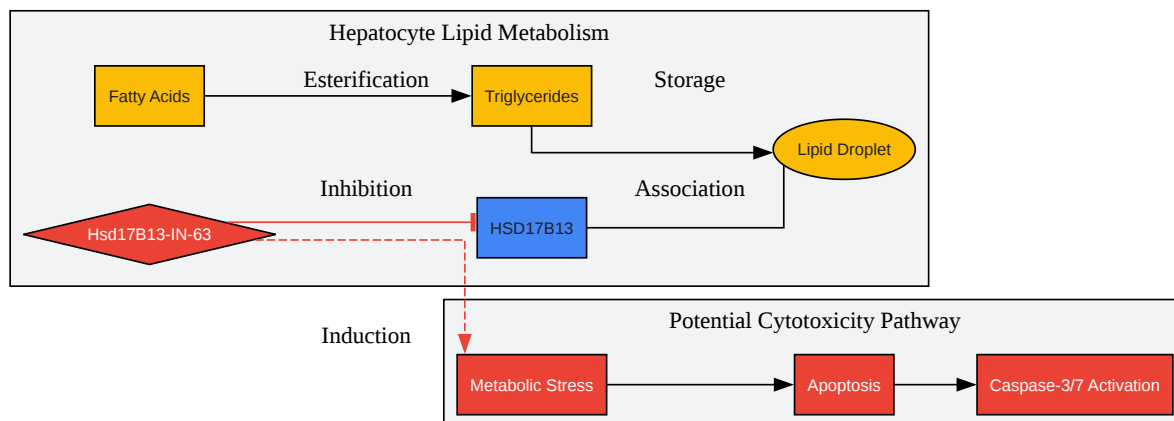 Hepatocyte Lipid Metabolism
Esterification
Storage
Fatty Acids
Triglycerides
Lipid Droplet
Inhibition
Association
Hsd17B13-IN-63
HSD17B13
Induction
Potential Cytotoxicity Pathway
Metabolic Stress
Apoptosis
Caspase-3/7 Activation